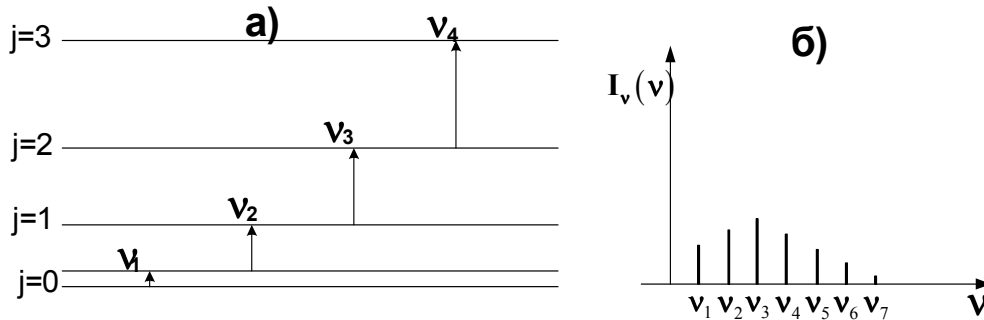 а)
j=3
ν4
j=2
ν3
j=1
ν2
ν1
j=0
б)
Iν(ν)
ν1 ν2 ν3 ν4 ν5 ν6 ν7
ν